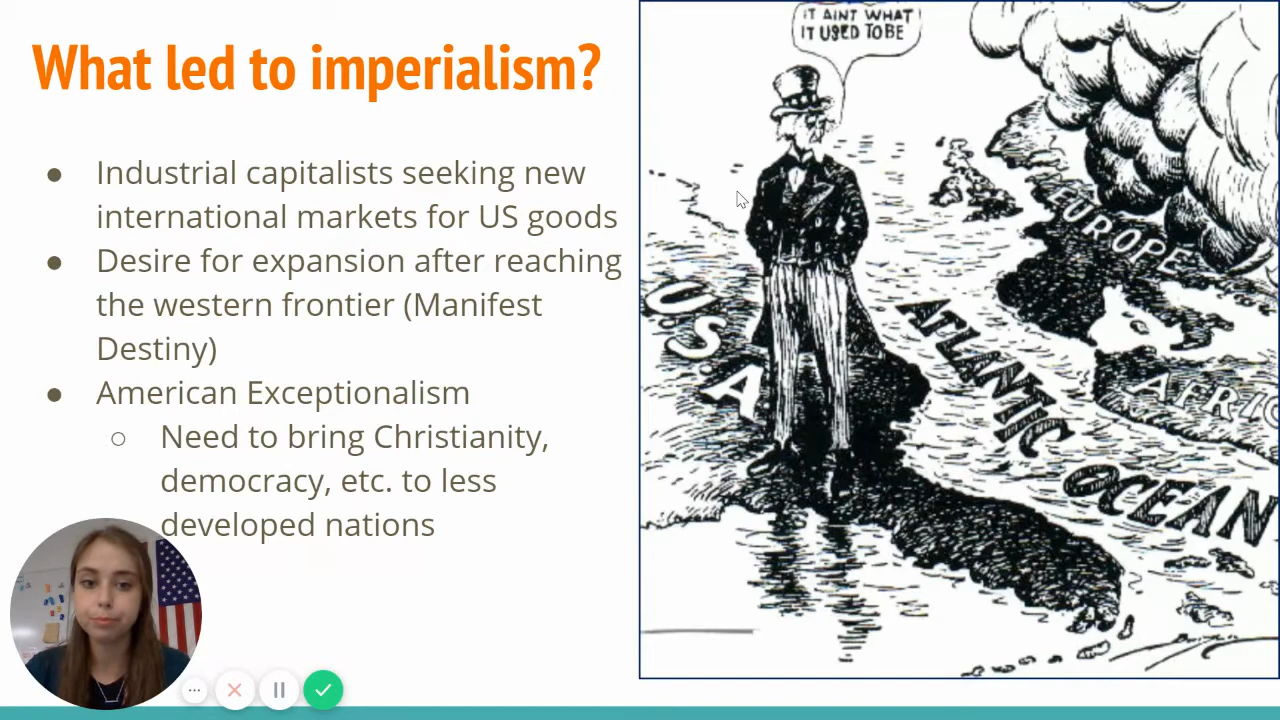 What led to imperialism?
● Industrial capitalists seeking new
international markets for US goods
● Desire for expansion after reaching
the western frontier (Manifest
Destiny)
● American Exceptionalism
○ Need to bring Christianity,
democracy, etc. to less
developed nations
IT AINT WHAT
IT USED TO BE
U.S.A
ATLANTIC OCEAN
EUROPE
AFRIC